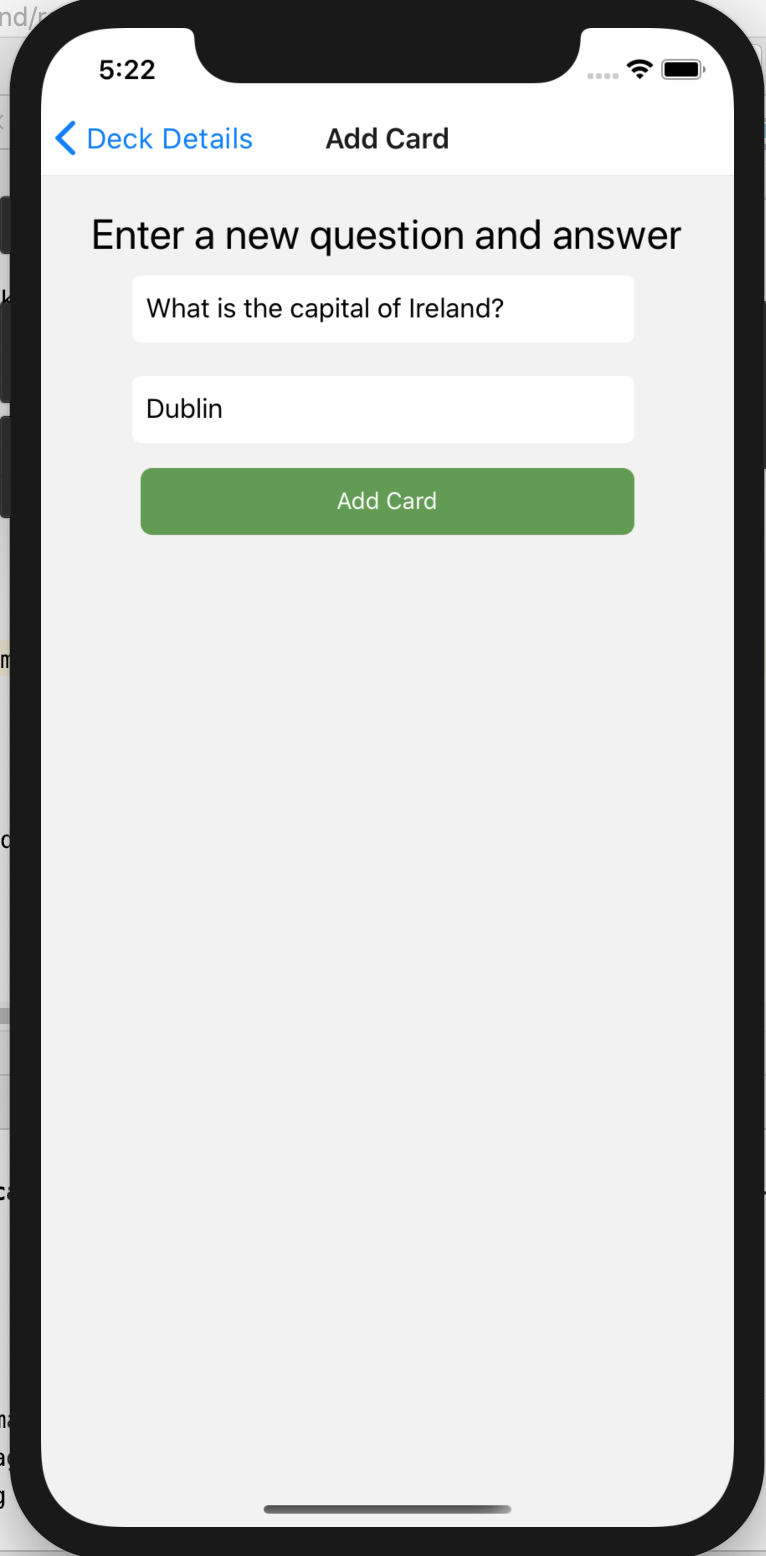 5:22
Deck Details
Add Card
Enter a new question and answer
What is the capital of Ireland?
Dublin
Add Card